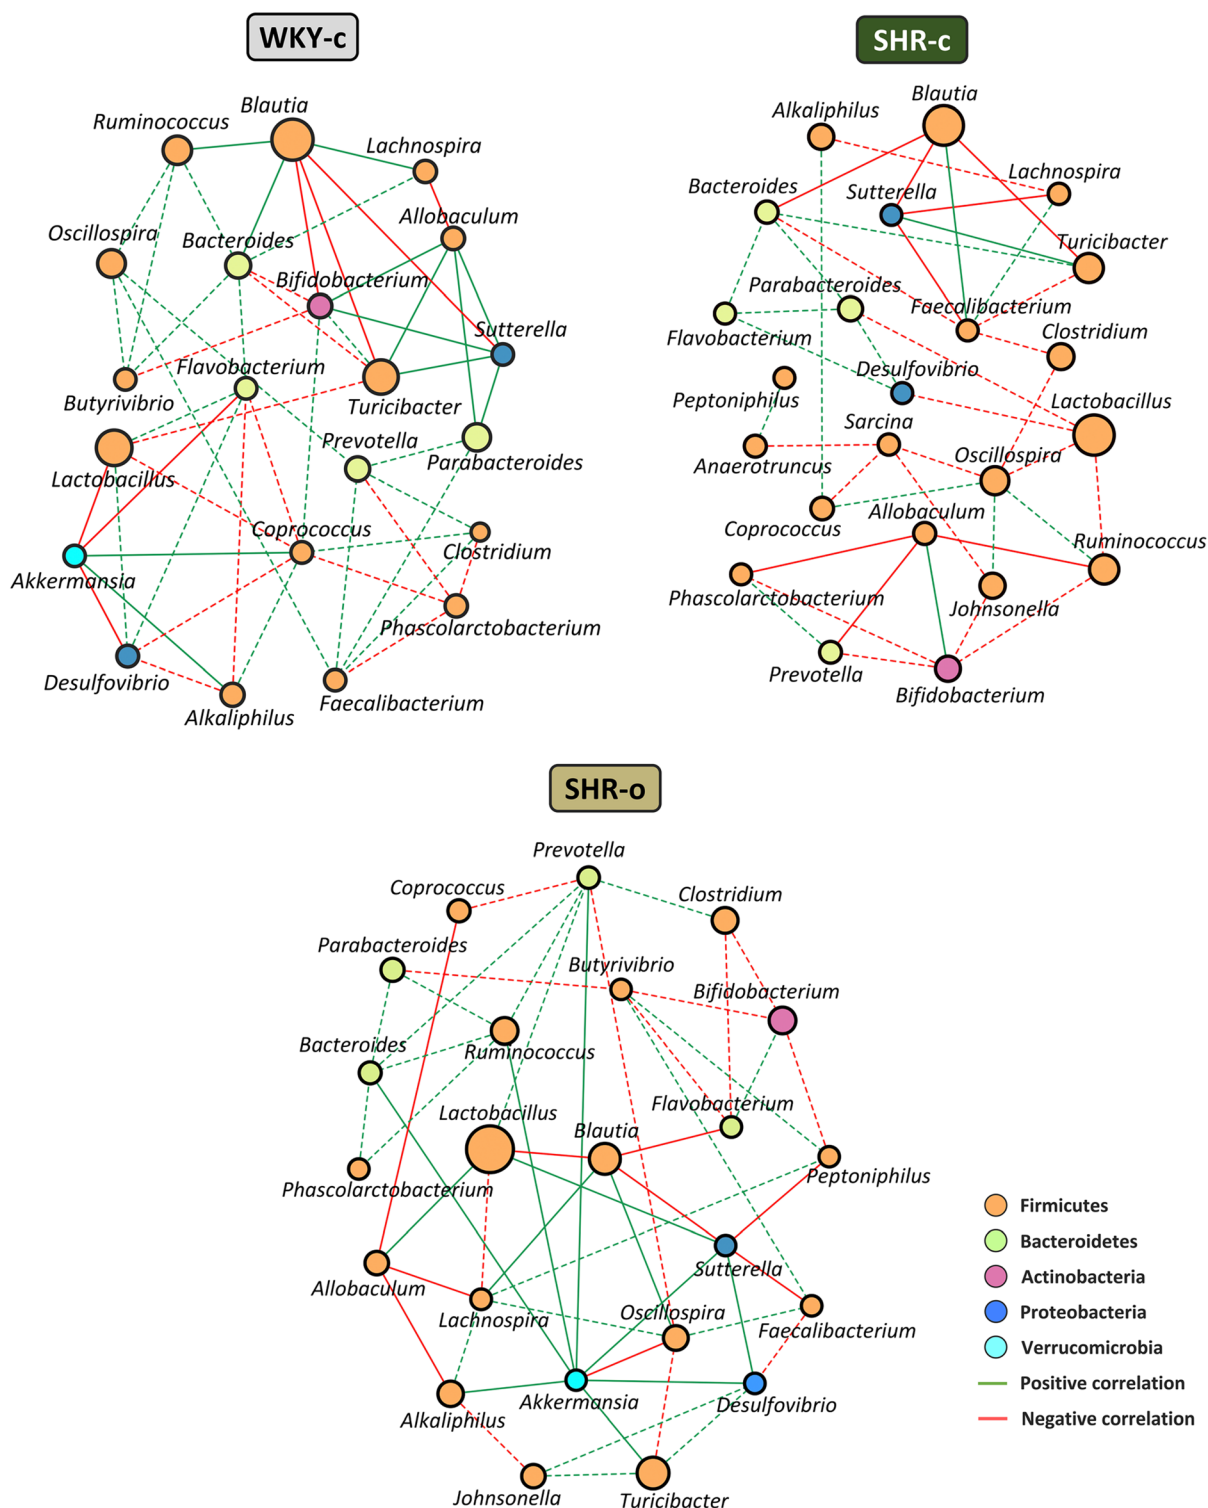 WKY-c
Blautia
Ruminococcus
Lachnospira
Allobaculum
Oscillospira
Bacteroides
Bifidobacterium
Sutterella
Flavobacterium
Butyrivibrio
Turicibacter
Prevotella
Parabacteroides
Lactobacillus
Coprococcus
Clostridium
Akkermansia
Phascolarctobacterium
Desulfovibrio
Faecalibacterium
Alkaliphilus
SHR-c
Blautia
Alkaliphilus
Lachnospira
Bacteroides
Sutterella
Turicibacter
Parabacteroides
Faecalibacterium
Flavobacterium
Clostridium
Desulfovibrio
Peptoniphilus
Lactobacillus
Sarcina
Oscillospira
Anaerotruncus
Allobaculum
Coprococcus
Ruminococcus
Phascolarctobacterium
Johnsonella
Prevotella
Bifidobacterium
SHR-o
Prevotella
Coprococcus
Clostridium
Parabacteroides
Butyrivibrio
Bifidobacterium
Bacteroides
Ruminococcus
Flavobacterium
Lactobacillus
Blautia
Peptoniphilus
Phascolarctobacterium
Sutterella
Allobaculum
Lachnospira
Oscillospira
Faecalibacterium
Akkermansia
Desulfovibrio
Alkaliphilus
Johnsonella
Turicibacter
Firmicutes
Bacteroidetes
Actinobacteria
Proteobacteria
Verrucomicrobia
Positive correlation
Negative correlation